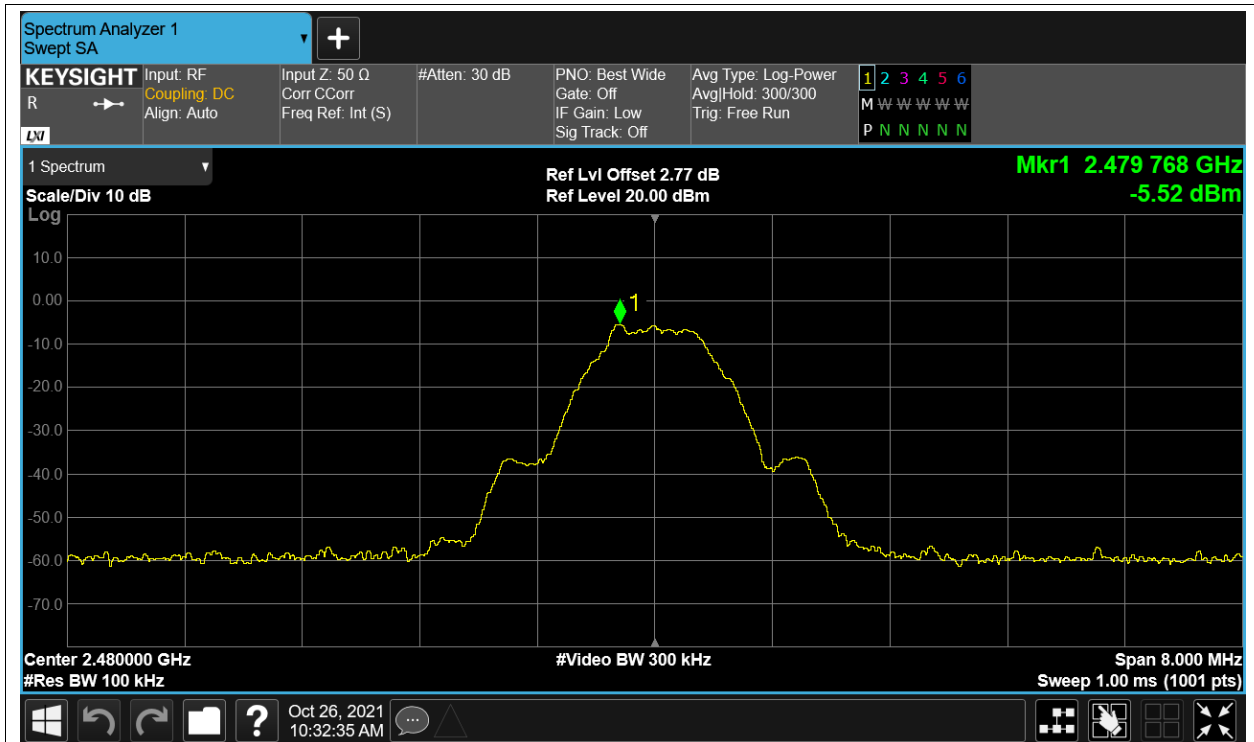 Spectrum Analyzer 1
Swept SA
+
KEYSIGHT
R
LXI
Input: RF
Coupling: DC
Align: Auto
Input Z: 50 Ω
Corr CCorr
Freq Ref: Int (S)
#Atten: 30 dB
PNO: Best Wide
Gate: Off
IF Gain: Low
Sig Track: Off
Avg Type: Log-Power
Avg|Hold: 300/300
Trig: Free Run
1 2 3 4 5 6
M W W W W W
P N N N N N
1 Spectrum
Scale/Div 10 dB
Log
Ref Lvl Offset 2.77 dB
Ref Level 20.00 dBm
Mkr1 2.479 768 GHz
-5.52 dBm
10.0
0.00
-10.0
-20.0
-30.0
-40.0
-50.0
-60.0
-70.0
1
Center 2.480000 GHz
#Res BW 100 kHz
#Video BW 300 kHz
Span 8.000 MHz
Sweep 1.00 ms (1001 pts)
?
Oct 26, 2021
10:32:35 AM